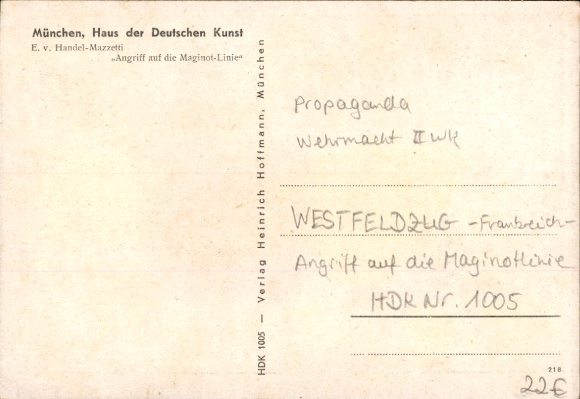 München, Haus der Deutschen Kunst
E. v. Handel-Mazzetti
„Angriff auf die Maginot-Linie“
HDK 1005 — Verlag Heinrich Hoffmann, München
Propaganda
Wehrmacht II WK
WESTFELDZUG -Frankreich-
Angriff auf die Maginotlinie
HDK Nr. 1005
218
22€